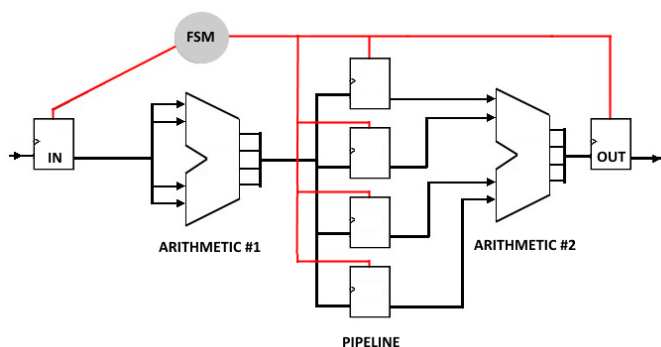 FSM
IN
OUT
ARITHMETIC #1
ARITHMETIC #2
PIPELINE